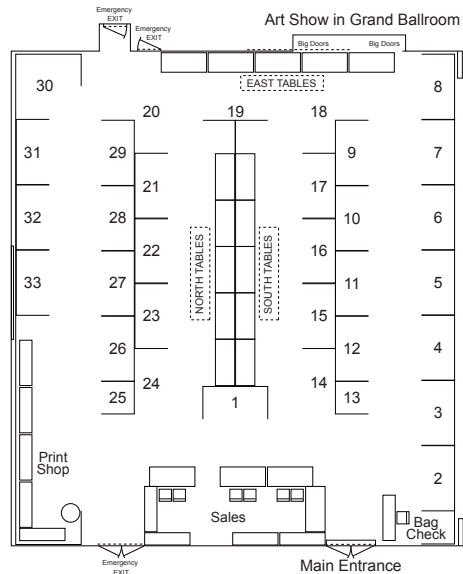 Art Show in Grand Ballroom
Emergency
EXIT
Emergency
EXIT
Big Doors
Big Doors
EAST TABLES
30
8
20
19
18
31
29
9
7
21
17
32
28
10
6
22
16
NORTH TABLES
SOUTH TABLES
33
27
11
5
23
15
26
12
4
24
14
25
1
13
3
Print
Shop
2
Sales
Bag
Check
Emergency
EXIT
Main Entrance